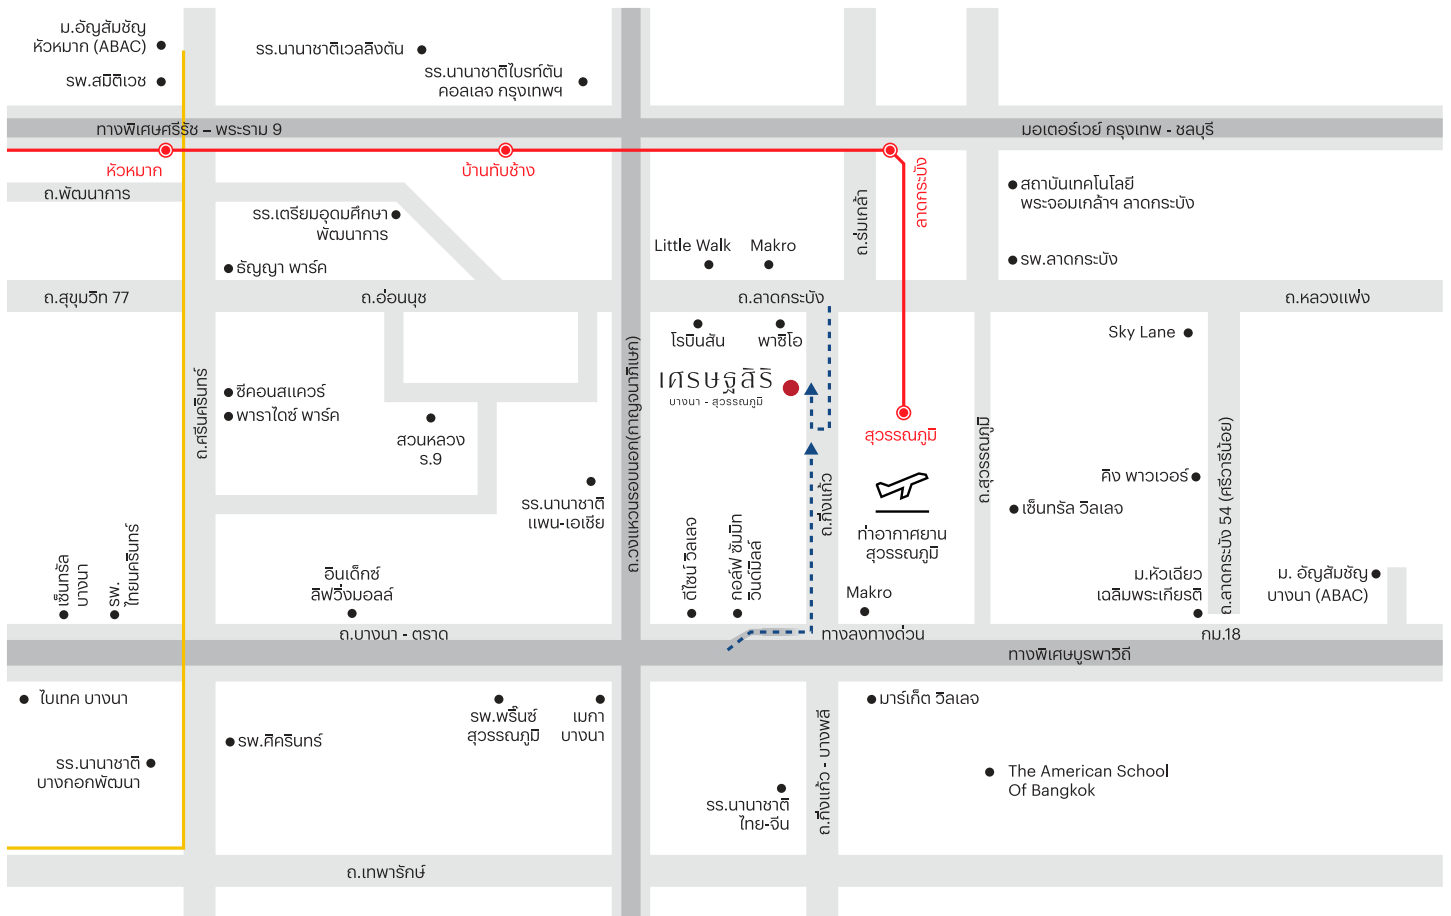 ม.อัญสัมชัญ
หัวหมาก (ABAC)
รพ.สมิติเวช
รร.นานาชาติเวลลิงตัน
รร.นานาชาติไบรท์ตัน
คอลเลจ กรุงเทพฯ
ทางพิเศษศรีรัช – พระราม 9
มอเตอร์เวย์ กรุงเทพ - ชลบุรี
หัวหมาก
บ้านทับช้าง
ลาดกระบัง
ถ.พัฒนาการ
รร.เตรียมอุดมศึกษา
พัฒนาการ
ธัญญา พาร์ค
ถ.ร่มเกล้า
สถาบันเทคโนโลยี
พระจอมเกล้าฯ ลาดกระบัง
รพ.ลาดกระบัง
Little Walk
Makro
ถ.สุขุมวิท 77
ถ.อ่อนนุช
ถ.ลาดกระบัง
ถ.หลวงแพ่ง
โรบินสัน
พาซิโอ
Sky Lane
เศรษฐสิริ
บางนา - สุวรรณภูมิ
ถ.ศรีนครินทร์
ซีคอนสแควร์
พาราไดซ์ พาร์ค
สวนหลวง
ร.9
ถ.วงแหวนรอบนอก(บางปะอินบางนา)
สุวรรณภูมิ
ถ.กิ่งแก้ว
ท่าอากาศยาน
สุวรรณภูมิ
ถ.สุวรรณภูมิ
คิง พาวเวอร์
เซ็นทรัล วิลเลจ
ถ.ลาดกระบัง 54 (ศรีวารีน้อย)
รร.นานาชาติ
แพน-เอเชีย
เซ็นทรัล
บางนา
รพ.
ไทยนครินทร์
อินเด็กซ์
ลิฟวิ่งมอลล์
ดีไซน์ วิลเลจ
กอล์ฟ ซัมมิท
วินด์มิลล์
Makro
ม.หัวเฉียว
เฉลิมพระเกียรติ
ม. อัญสัมชัญ
บางนา (ABAC)
ถ.บางนา - ตราด
ทางลงทางด่วน
กม.18
ทางพิเศษบูรพาวิถี
ไบเทค บางนา
รร.นานาชาติ
บางกอกพัฒนา
รพ.ศิครินทร์
รพ.พริ๊นซ์
สุวรรณภูมิ
เมกา
บางนา
รร.นานาชาติ
ไทย-จีน
ถ.กิ่งแก้ว - บางพลี
มาร์เก็ต วิลเลจ
The American School
Of Bangkok
ถ.เทพารักษ์